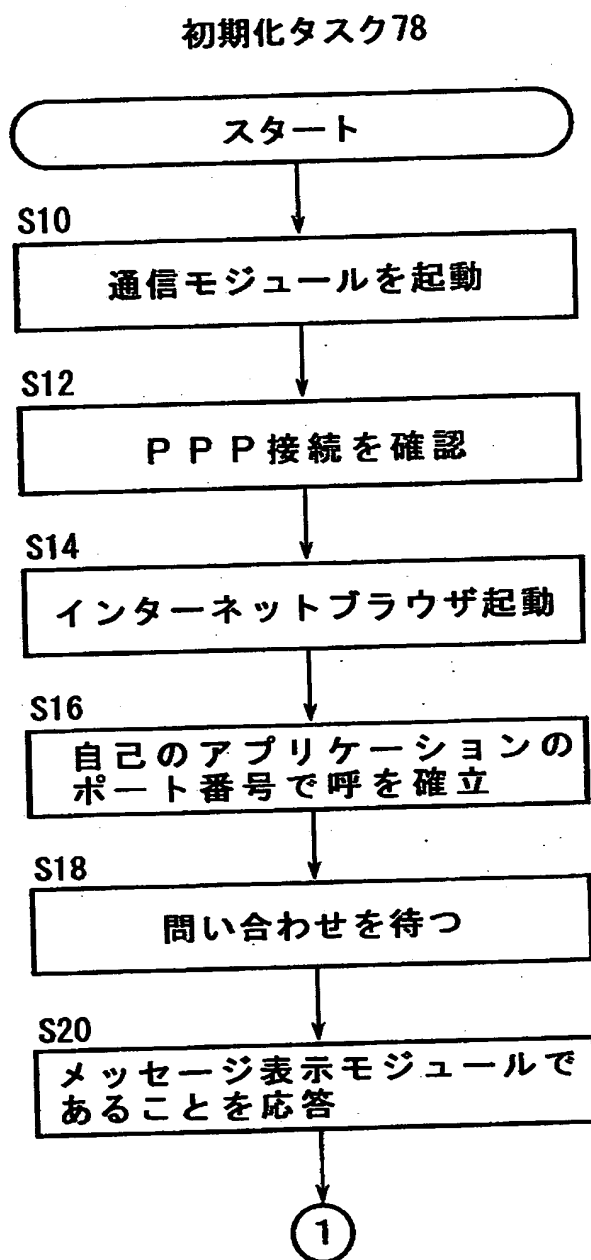 初期化タスク78
スタート
S10
通信モジュールを起動
S12
PPP接続を確認
S14
インターネットブラウザ起動
S16
自己のアプリケーションの
ポート番号で呼を確立
S18
問い合わせを待つ
S20
メッセージ表示モジュールで
あることを応答
1